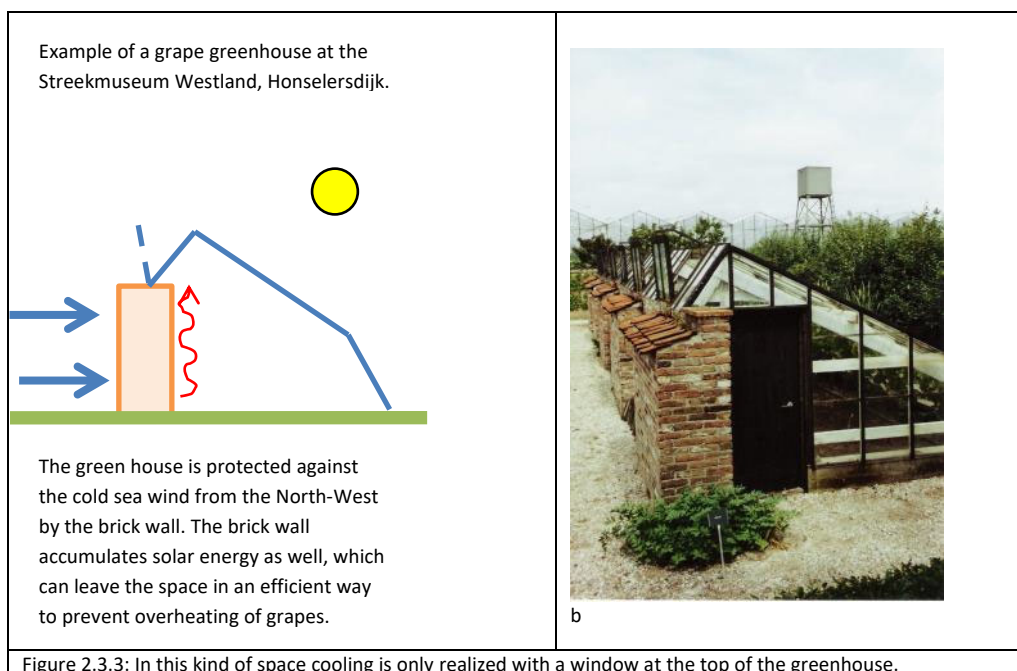 Example of a grape greenhouse at the
Streekmuseum Westland, Honselersdijk.
The green house is protected against
the cold sea wind from the North-West
by the brick wall. The brick wall
accumulates solar energy as well, which
can leave the space in an efficient way
to prevent overheating of grapes.
b
Figure 2.3.3: In this kind of space cooling is only realized with a window at the top of the greenhouse.